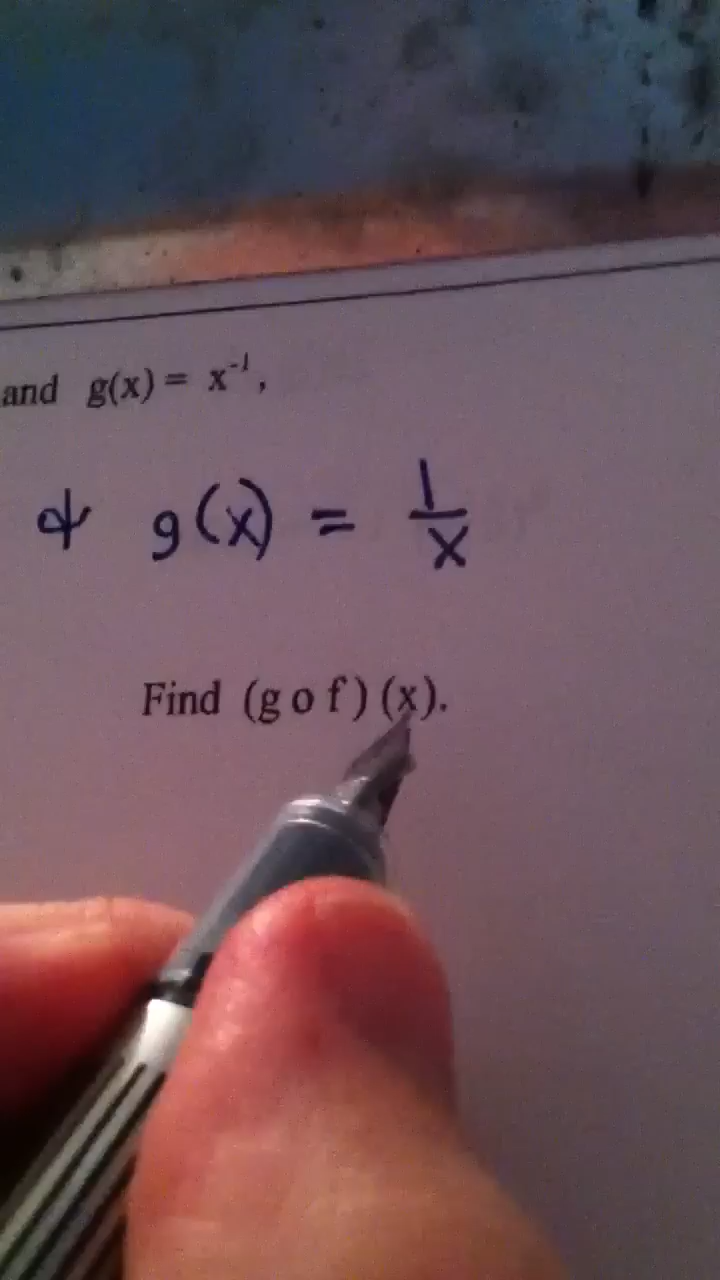 and g(x) = x⁻¹,
& g(x) = 1/x
Find (g o f) (x).